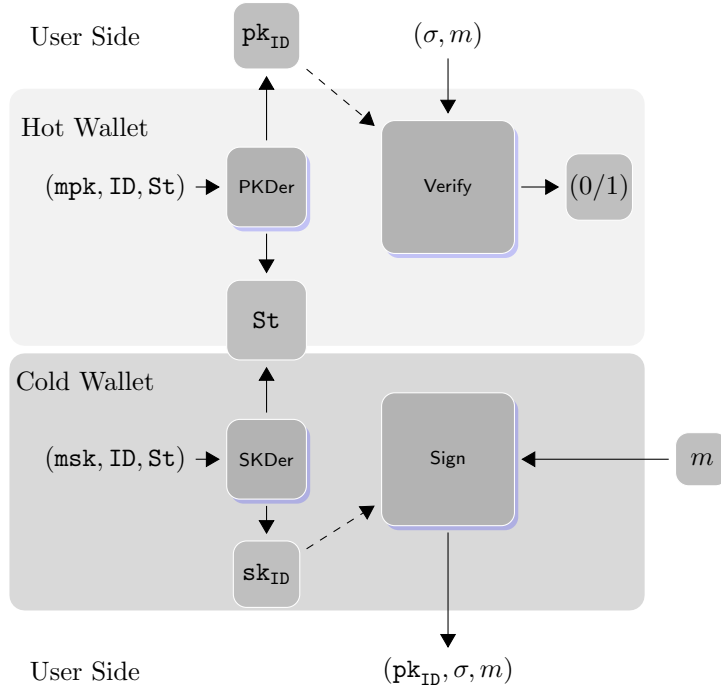 User Side
pk_ID
(σ, m)
Hot Wallet
(mpk, ID, St)
PKDer
Verify
(0/1)
St
Cold Wallet
(msk, ID, St)
SKDer
Sign
m
sk_ID
User Side
(pk_ID, σ, m)